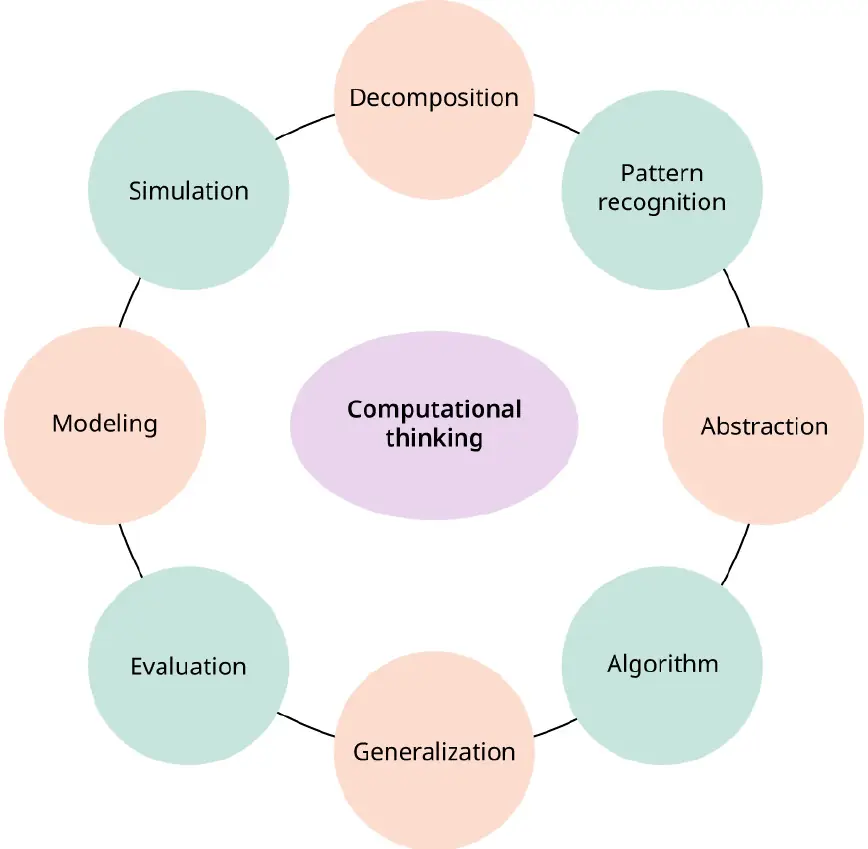 Decomposition
Pattern
recognition
Simulation
Computational
thinking
Modeling
Abstraction
Evaluation
Algorithm
Generalization